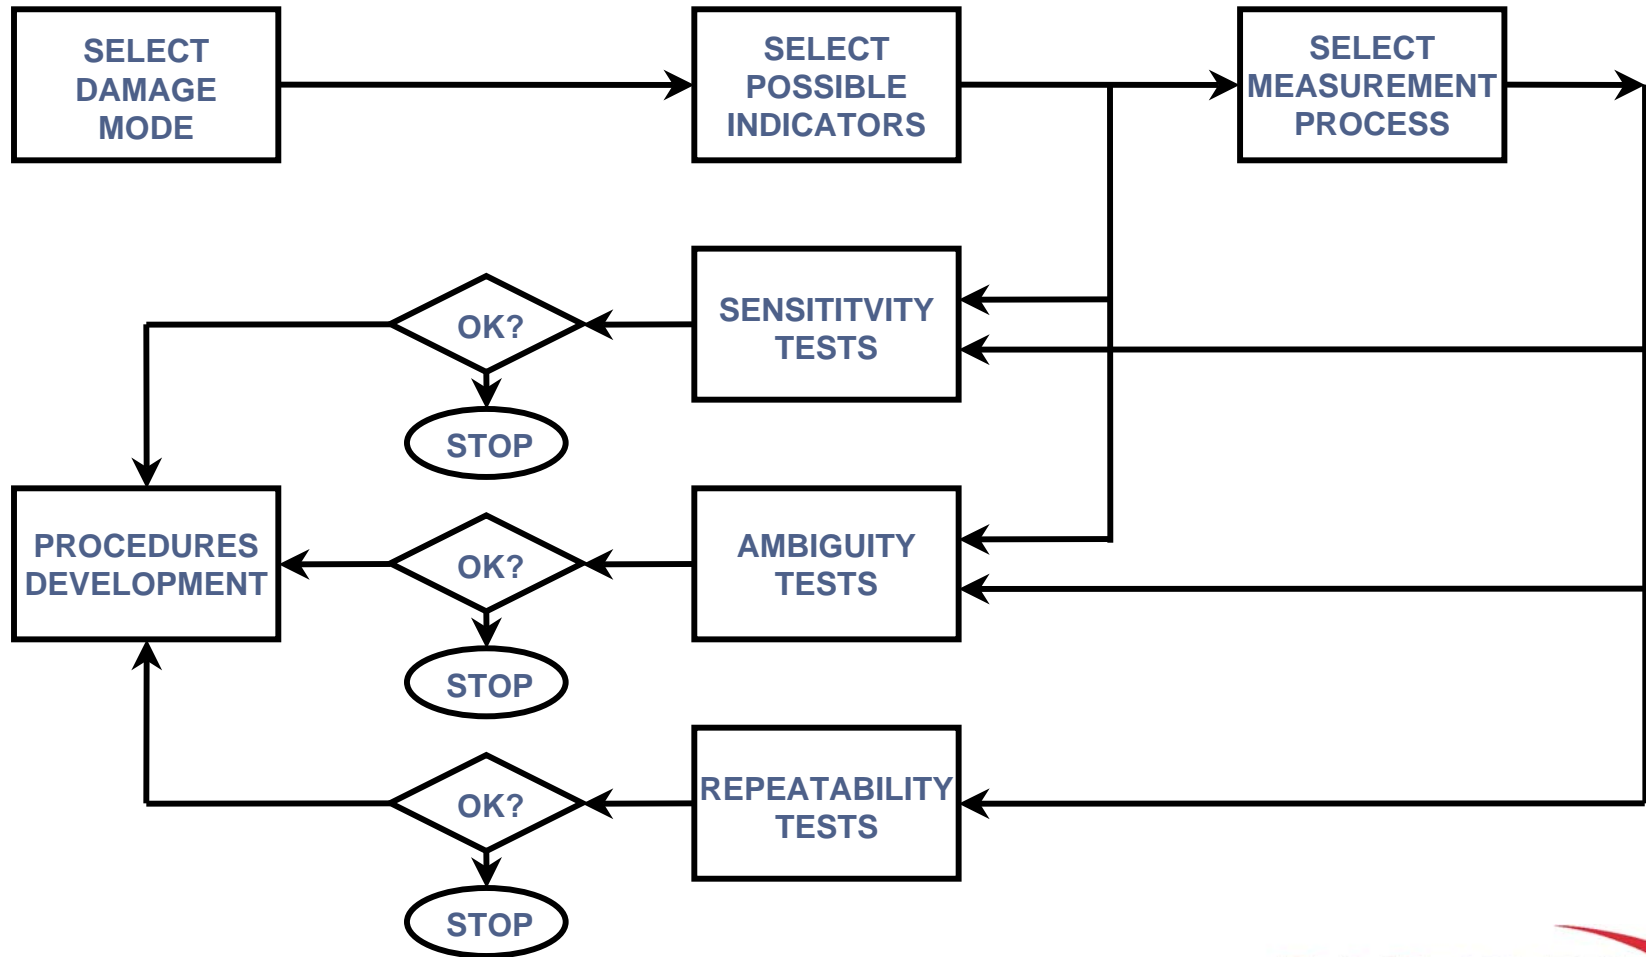 SELECT
DAMAGE
MODE
SELECT
POSSIBLE
INDICATORS
SELECT
MEASUREMENT
PROCESS
OK?
SENSITITVITY
TESTS
STOP
PROCEDURES
DEVELOPMENT
OK?
AMBIGUITY
TESTS
STOP
OK?
REPEATABILITY
TESTS
STOP